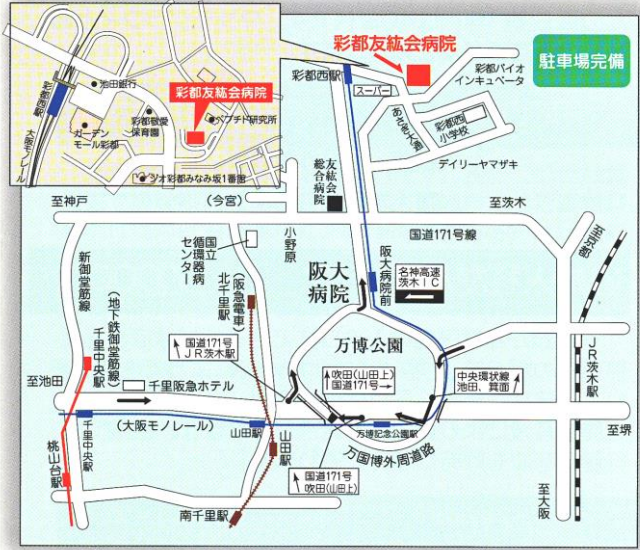 彩都友紘会病院
駐車場完備
彩都西駅
スーパー
彩都バイオ
インキュベータ
あさぎ大通
彩都西
小学校
デイリーヤマザキ
池田銀行
彩都西駅
大阪モノレール
ガーデン
モール彩都
彩都敬愛
保育園
彩都友紘会病院
ペプチド研究所
ジオ彩都みなみ坂1番館
友紘会
総合病院
至神戸
(今宮)
小野原
国道171号線
至茨木
至京都
新御堂筋線
国立
循環器病
センター
(阪急電車)
北千里駅
阪大
病院
阪大病院前
名神高速
茨木IC
万博公園
(地下鉄御堂筋線)
千里中央駅
国道171号
JR茨木駅
吹田(山田上)
国道171号→
中央環状線
池田、箕面
JR茨木駅
至池田
千里阪急ホテル
(大阪モノレール)
千里中央駅
山田駅
山田駅
万博記念公園駅
万国博外周道路
至堺
桃山台駅
国道171号
吹田(山田上)
南千里駅
至大阪